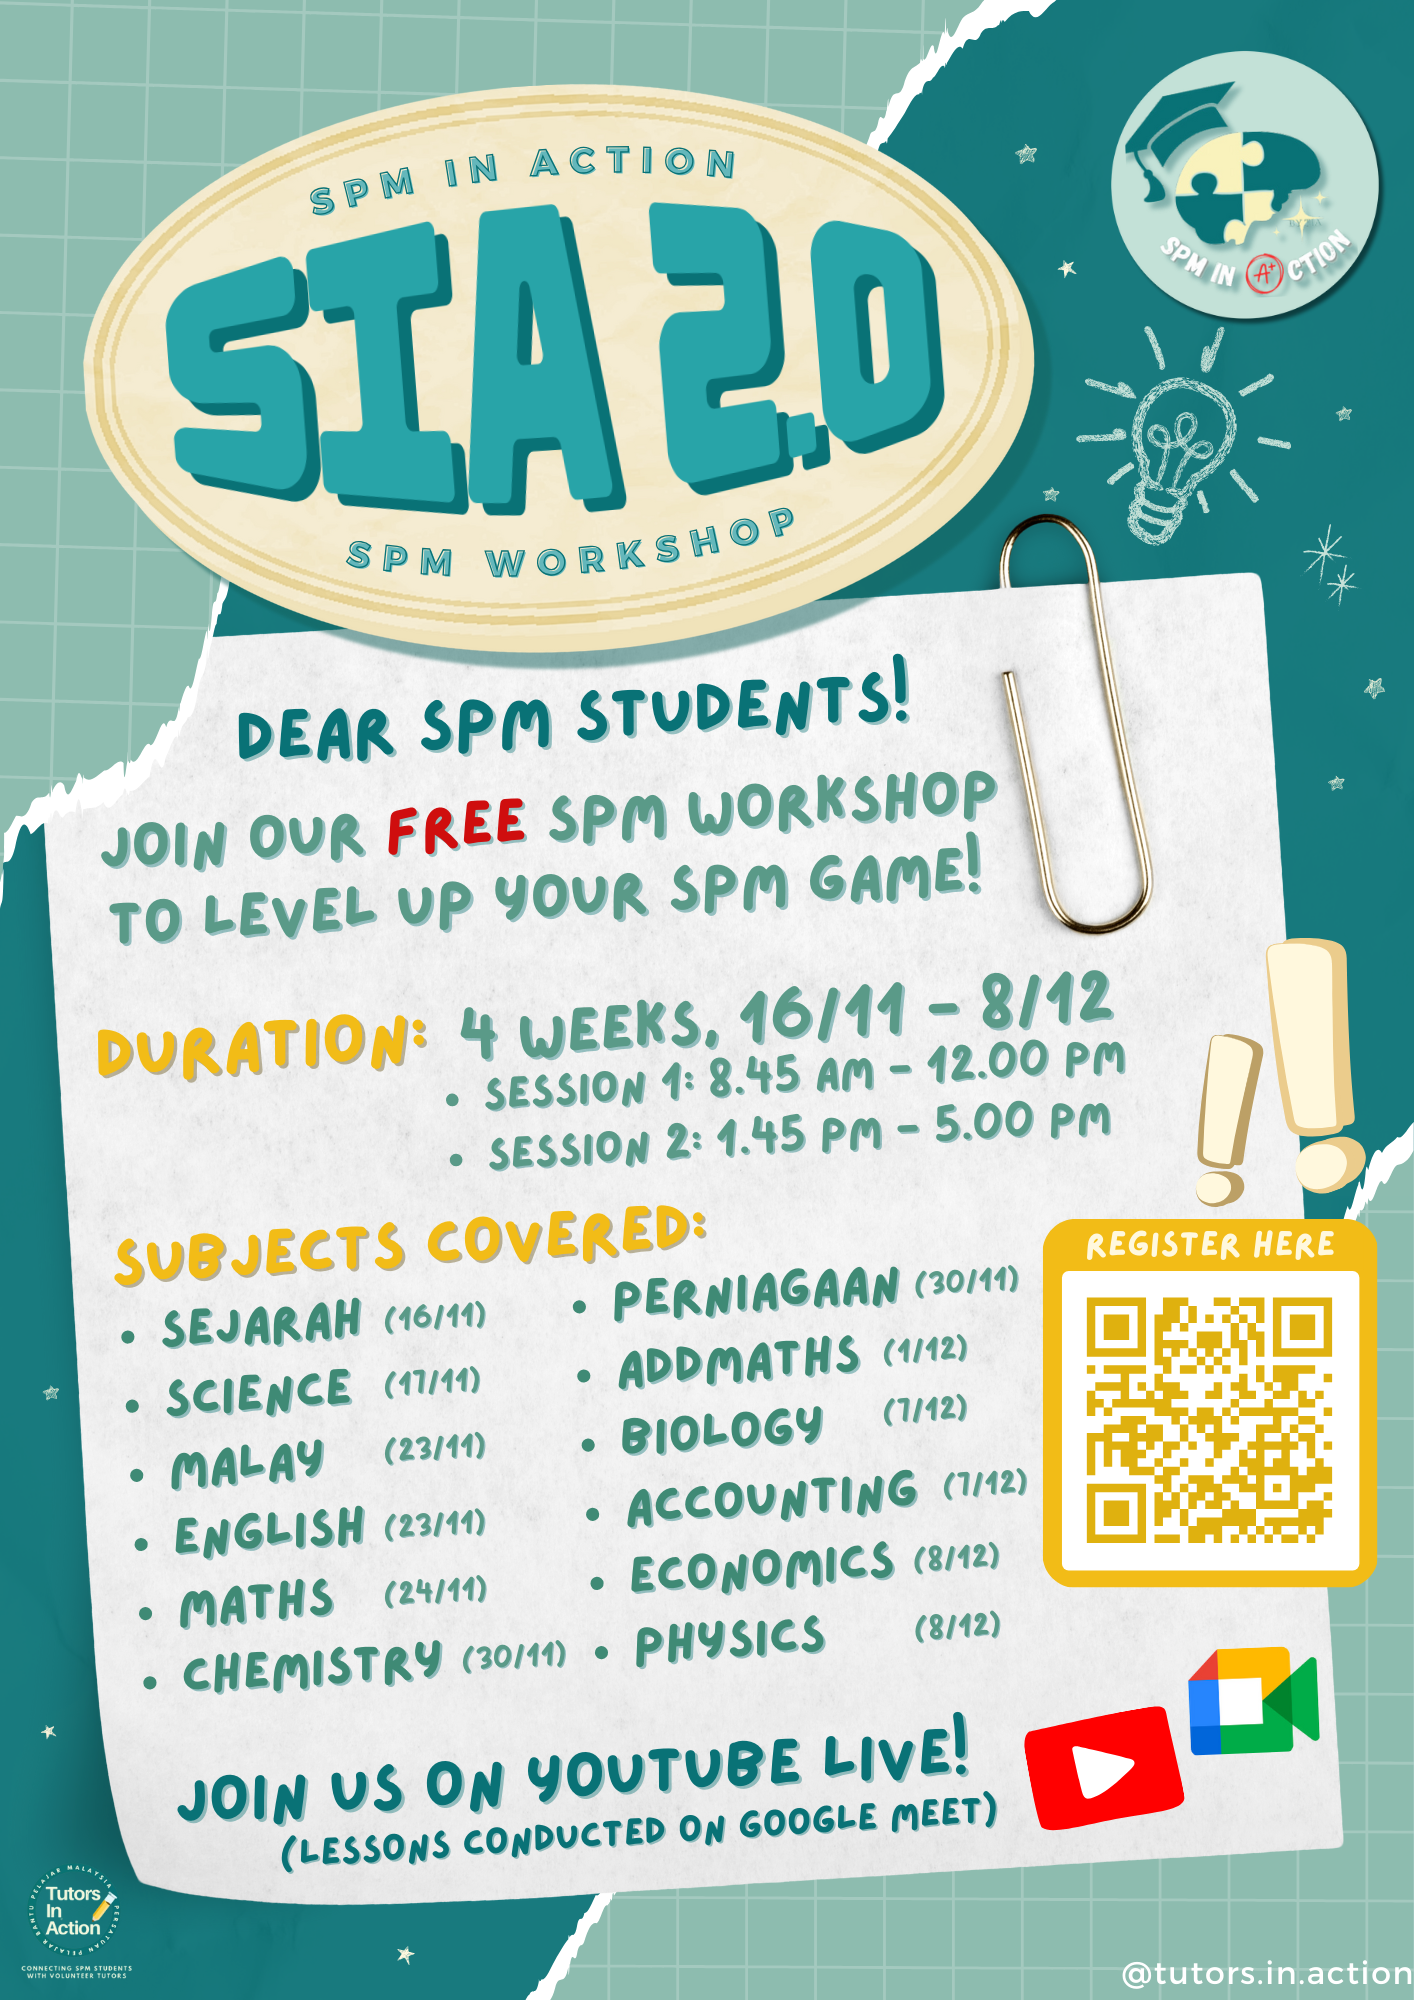 SPM IN ACTION
SIA 2.0
SPM WORKSHOP
SPM IN A+ CTION
DEAR SPM STUDENTS!
JOIN OUR FREE SPM WORKSHOP
TO LEVEL UP YOUR SPM GAME!
DURATION: 4 WEEKS, 16/11 - 8/12
• SESSION 1: 8.45 AM - 12.00 PM
• SESSION 2: 1.45 PM - 5.00 PM
SUBJECTS COVERED:
• SEJARAH (16/11)
• SCIENCE (17/11)
• MALAY (23/11)
• ENGLISH (23/11)
• MATHS (24/11)
• CHEMISTRY (30/11)
• PERNIAGAAN (30/11)
• ADDMATHS (1/12)
• BIOLOGY (7/12)
• ACCOUNTING (7/12)
• ECONOMICS (8/12)
• PHYSICS (8/12)
REGISTER HERE
JOIN US ON YOUTUBE LIVE!
(LESSONS CONDUCTED ON GOOGLE MEET)
PERSATUAN PELAJAR BANTU PELAJAR MALAYSIA
Tutors
In
Action
CONNECTING SPM STUDENTS
WITH VOLUNTEER TUTORS
@tutors.in.action